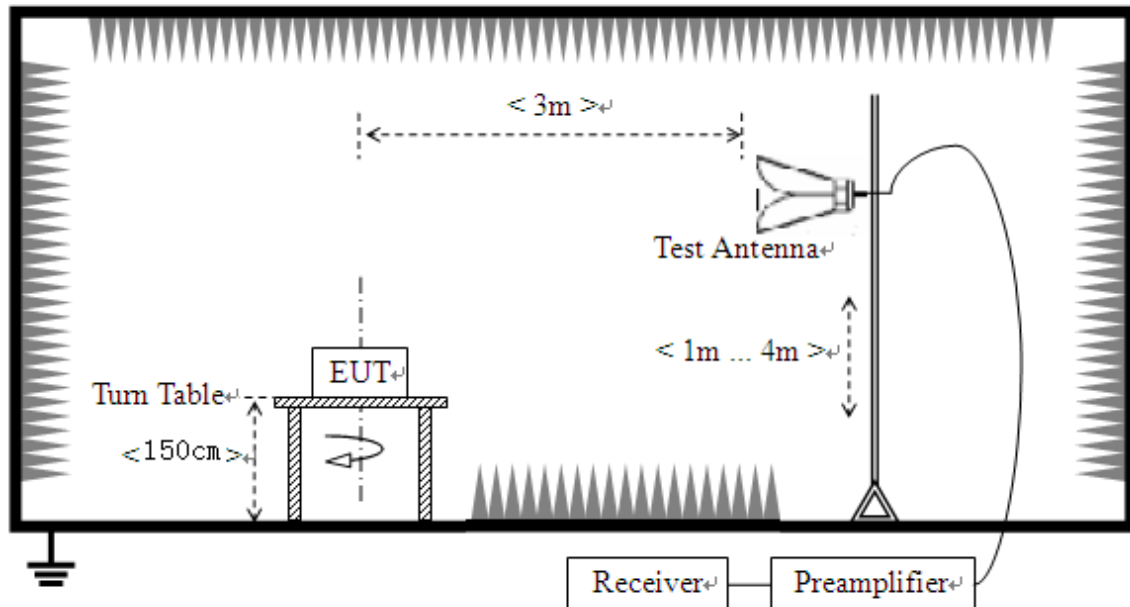 < 3m >↵
Test Antenna↵
< 1m ... 4m >↵
EUT↵
Turn Table↵
<150cm>↵
Receiver↵
Preamplifier↵